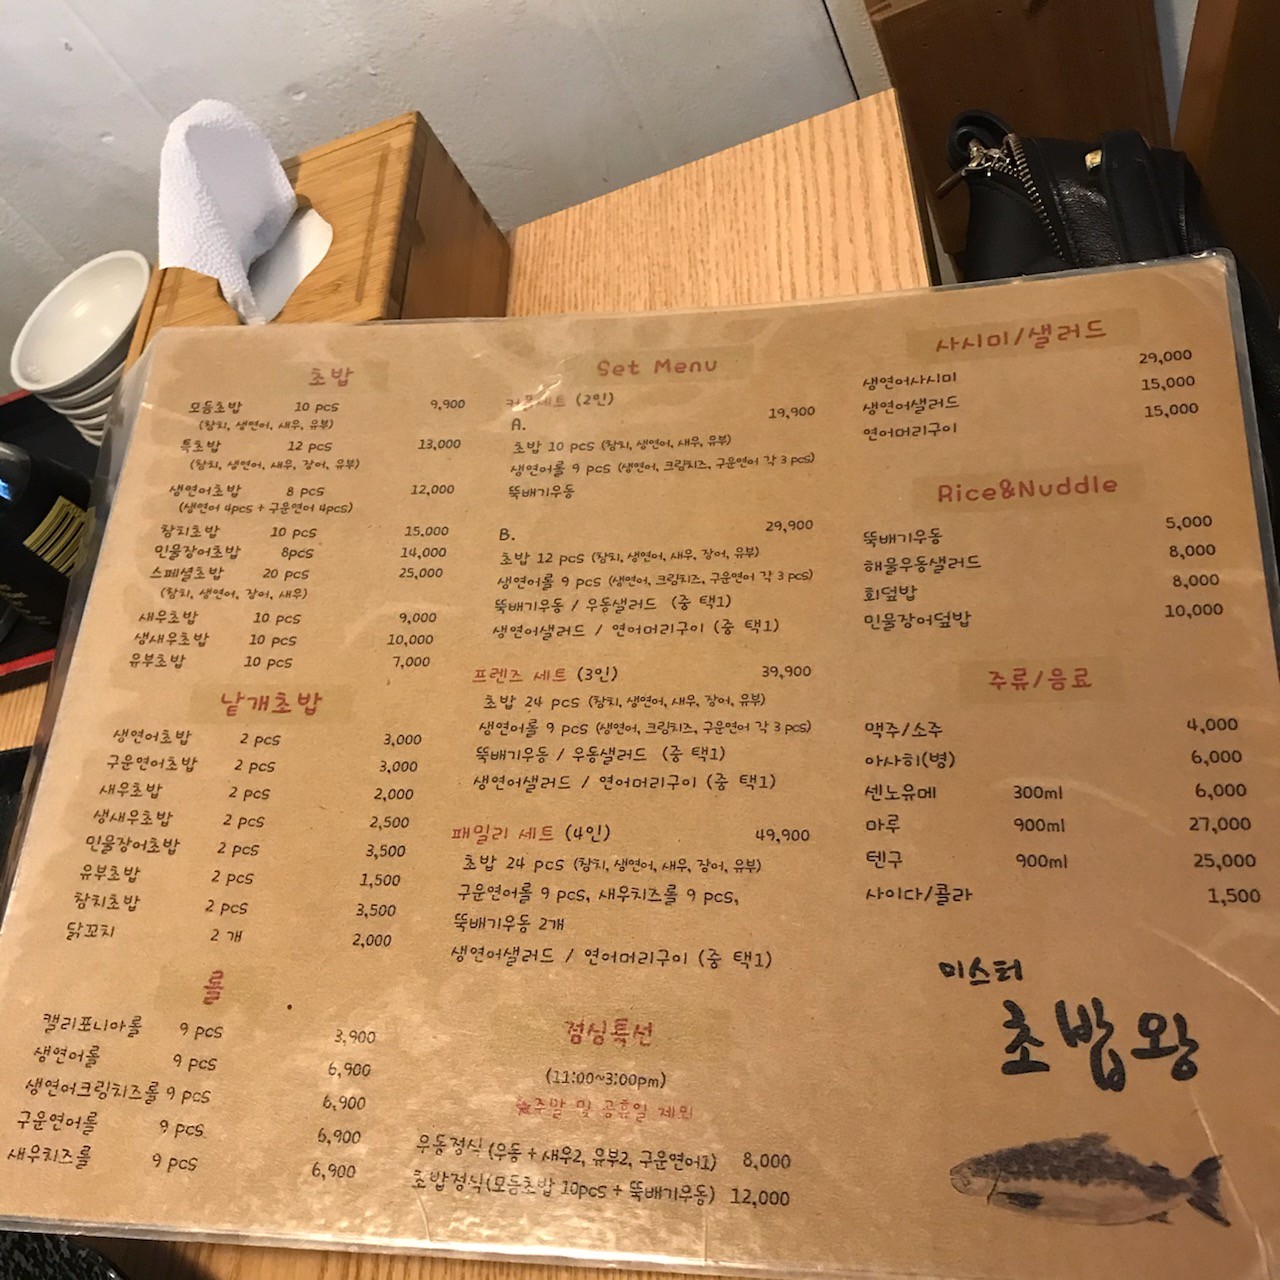 초밥
모듬초밥 10 pcs 9,900
(참치, 생연어, 새우, 유부)
특초밥 12 pcs 13,000
(참치, 생연어, 새우, 장어, 유부)
생연어초밥 8 pcs 12,000
(생연어 4pcs + 구운연어 4pcs)
참치초밥 10 pcs 15,000
민물장어초밥 8pcs 14,000
스페셜초밥 20 pcs 25,000
(참치, 생연어, 장어, 새우)
새우초밥 10 pcs 9,000
생새우초밥 10 pcs 10,000
유부초밥 10 pcs 7,000
낱개초밥
생연어초밥 2 pcs 3,000
구운연어초밥 2 pcs 3,000
새우초밥 2 pcs 2,000
생새우초밥 2 pcs 2,500
민물장어초밥 2 pcs 3,500
유부초밥 2 pcs 1,500
참치초밥 2 pcs 3,500
닭꼬치 2 개 2,000
롤
캘리포니아롤 9 pcs 3,900
생연어롤 9 pcs 6,900
생연어크림치즈롤 9 pcs 6,900
구운연어롤 9 pcs 6,900
새우치즈롤 9 pcs 6,900
Set Menu
커플세트 (2인)
A. 19,900
초밥 10 pcs (참치, 생연어, 새우, 유부)
생연어롤 9 pcs (생연어, 크림치즈, 구운연어 각 3 pcs)
뚝배기우동
B. 29,900
초밥 12 pcs (참치, 생연어, 새우, 장어, 유부)
생연어롤 9 pcs (생연어, 크림치즈, 구운연어 각 3 pcs)
뚝배기우동 / 우동샐러드 (중 택1)
생연어샐러드 / 연어머리구이 (중 택1)
프렌즈 세트 (3인) 39,900
초밥 24 pcs (참치, 생연어, 새우, 장어, 유부)
생연어롤 9 pcs (생연어, 크림치즈, 구운연어 각 3 pcs)
뚝배기우동 / 우동샐러드 (중 택1)
생연어샐러드 / 연어머리구이 (중 택1)
패밀리 세트 (4인) 49,900
초밥 24 pcs (참치, 생연어, 새우, 장어, 유부)
구운연어롤 9 pcs, 새우치즈롤 9 pcs,
뚝배기우동 2개
생연어샐러드 / 연어머리구이 (중 택1)
점심특선
(11:00~3:00pm)
★주말 및 공휴일 제외
우동정식 (우동 + 새우2, 유부2, 구운연어1) 8,000
초밥정식(모듬초밥 10pcs + 뚝배기우동) 12,000
사시미/샐러드
생연어사시미 29,000
생연어샐러드 15,000
연어머리구이 15,000
Rice&Nuddle
뚝배기우동 5,000
해물우동샐러드 8,000
회덮밥 8,000
민물장어덮밥 10,000
주류/음료
맥주/소주 4,000
아사히(병) 6,000
센노유메 300ml 6,000
마루 900ml 27,000
텐구 900ml 25,000
사이다/콜라 1,500
미스터
초밥왕